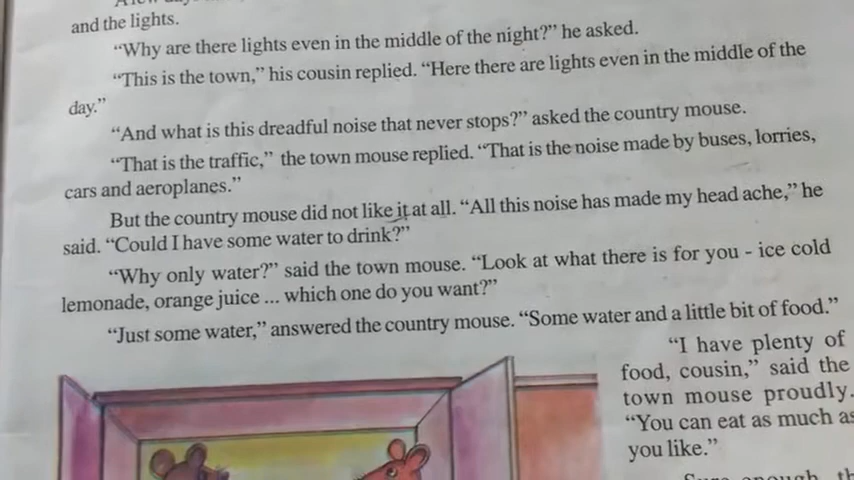 and the lights.
“Why are there lights even in the middle of the night?” he asked.
“This is the town,” his cousin replied. “Here there are lights even in the middle of the
day.”
“And what is this dreadful noise that never stops?” asked the country mouse.
“That is the traffic,” the town mouse replied. “That is the noise made by buses, lorries,
cars and aeroplanes.”
But the country mouse did not like it at all. “All this noise has made my head ache,” he
said. “Could I have some water to drink?”
“Why only water?” said the town mouse. “Look at what there is for you - ice cold
lemonade, orange juice ... which one do you want?”
“Just some water,” answered the country mouse. “Some water and a little bit of food.”
“I have plenty of
food, cousin,” said the
town mouse proudly.
“You can eat as much as
you like.”